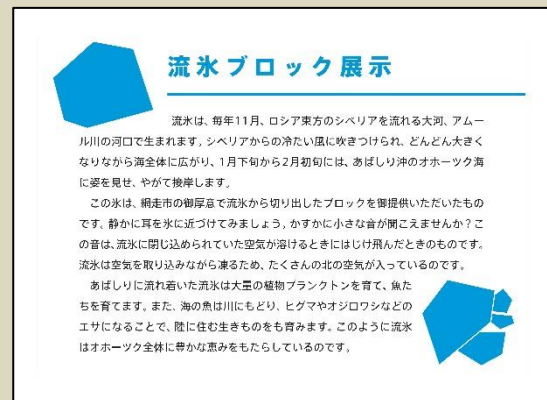 流氷ブロック展示
流氷は、毎年11月、ロシア東方のシベリアを流れる大河、アムー
ル川の河口で生まれます。シベリアからの冷たい風に吹きつけられ、どんどん大きく
なりながら海全体に広がり、1月下旬から2月初旬には、あばしり沖のオホーツク海
に姿を見せ、やがて接岸します。
この氷は、網走市の御厚意で流氷から切り出したブロックを御提供いただいたもの
です。静かに耳を氷に近づけてみましょう。かすかに小さな音が聞こえませんか？こ
の音は、流氷に閉じ込められていた空気が溶けるときにはじけ飛んだときのものです。
流氷は空気を取り込みながら凍るため、たくさんの北の空気が入っているのです。
あばしりに流れ着いた流氷は大量の植物プランクトンを育て、魚た
ちを育てます。また、海の魚は川にもどり、ヒグマやオジロワシなどの
エサになることで、陸に住む生きものをも育みます。このように流氷
はオホーツク全体に豊かな恵みをもたらしているのです。